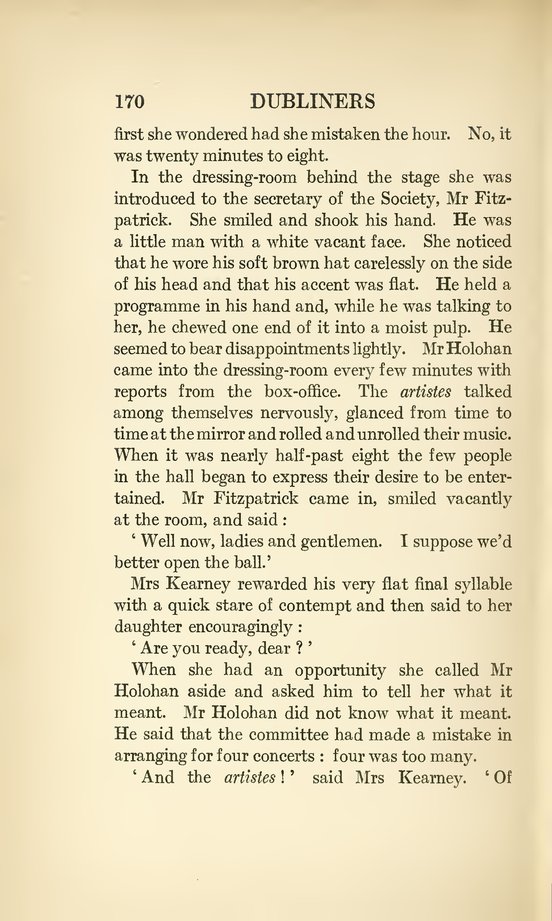 170 DUBLINERS
first she wondered had she mistaken the hour. No, it
was twenty minutes to eight.
In the dressing-room behind the stage she was
introduced to the secretary of the Society, Mr Fitz-
patrick. She smiled and shook his hand. He was
a little man with a white vacant face. She noticed
that he wore his soft brown hat carelessly on the side
of his head and that his accent was flat. He held a
programme in his hand and, while he was talking to
her, he chewed one end of it into a moist pulp. He
seemed to bear disappointments lightly. Mr Holohan
came into the dressing-room every few minutes with
reports from the box-office. The artistes talked
among themselves nervously, glanced from time to
time at the mirror and rolled and unrolled their music.
When it was nearly half-past eight the few people
in the hall began to express their desire to be enter-
tained. Mr Fitzpatrick came in, smiled vacantly
at the room, and said :
‘ Well now, ladies and gentlemen. I suppose we’d
better open the ball.’
Mrs Kearney rewarded his very flat final syllable
with a quick stare of contempt and then said to her
daughter encouragingly :
‘ Are you ready, dear ? ’
When she had an opportunity she called Mr
Holohan aside and asked him to tell her what it
meant. Mr Holohan did not know what it meant.
He said that the committee had made a mistake in
arranging for four concerts : four was too many.
‘ And the artistes ! ’ said Mrs Kearney. ‘ Of